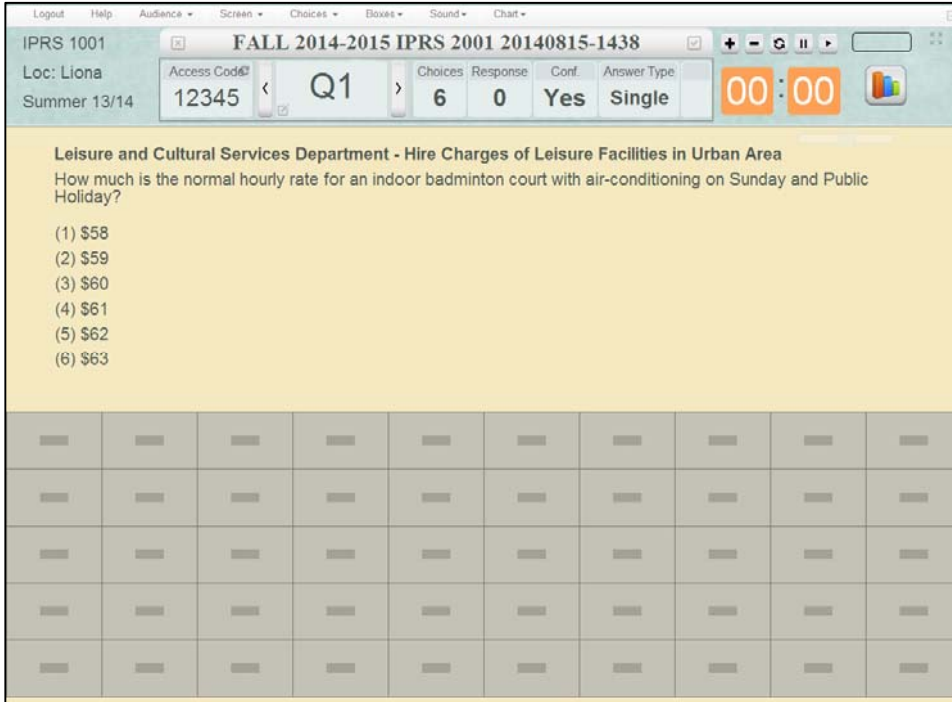 Logout Help Audience Screen Choices Boxes Sound Chart
IPRS 1001
FALL 2014-2015 IPRS 2001 20140815-1438
Loc: Liona
Summer 13/14
Access Code
12345
Q1
Choices
6
Response
0
Conf.
Yes
Answer Type
Single
00:00
Leisure and Cultural Services Department - Hire Charges of Leisure Facilities in Urban Area
How much is the normal hourly rate for an indoor badminton court with air-conditioning on Sunday and Public
Holiday?
(1) $58
(2) $59
(3) $60
(4) $61
(5) $62
(6) $63